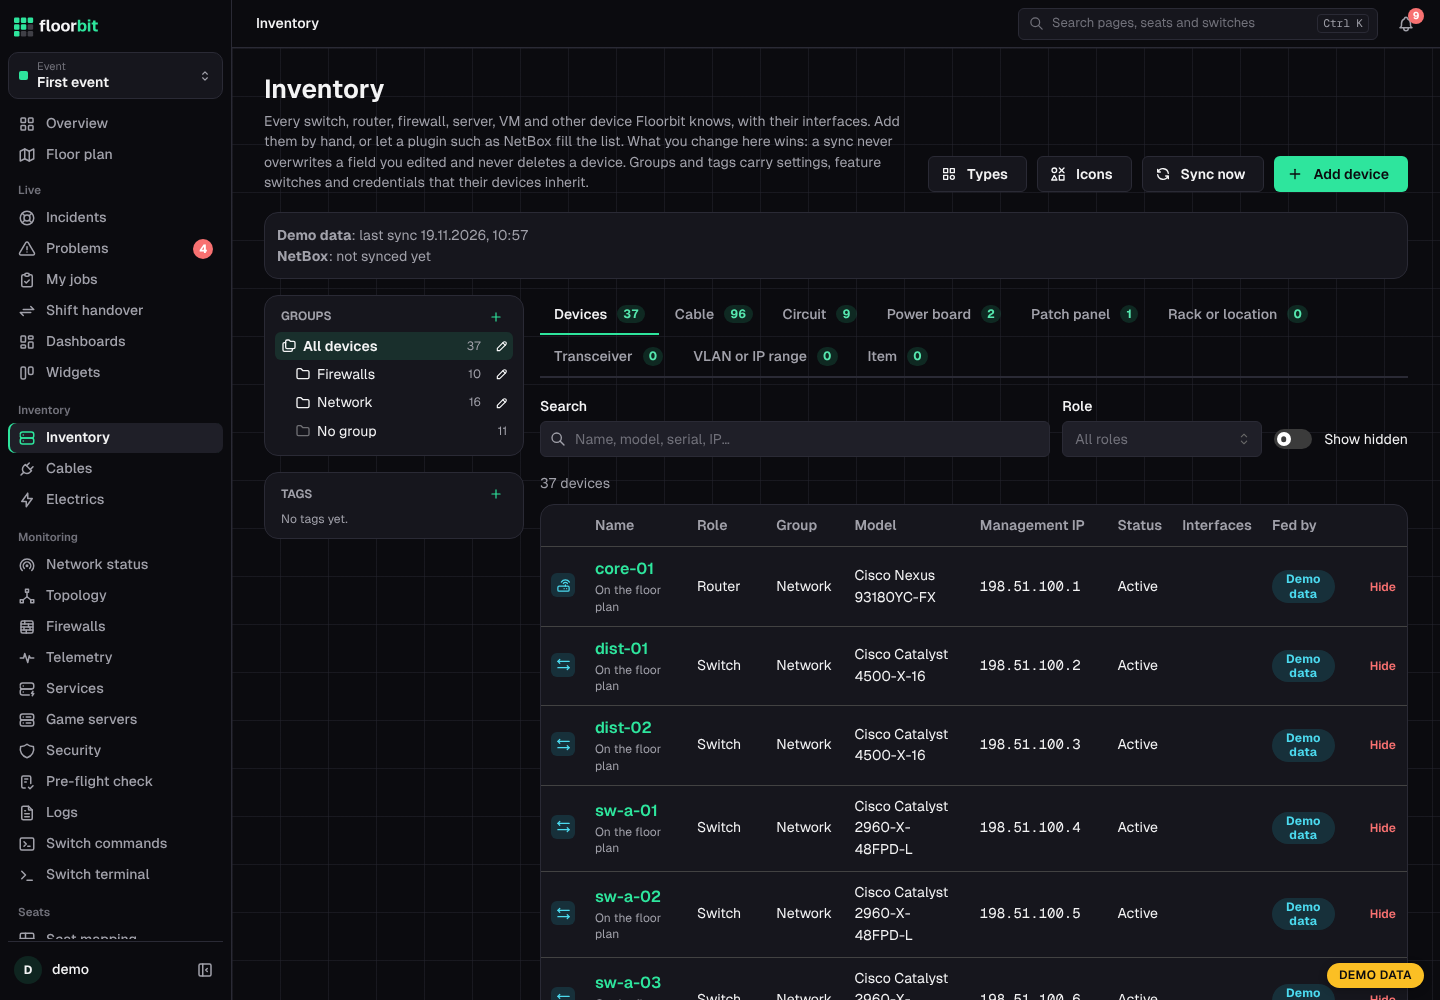 floorbit
Event
First event
Overview
Floor plan
Live
Incidents
Problems 4
My jobs
Shift handover
Dashboards
Widgets
Inventory
Inventory
Cables
Electrics
Monitoring
Network status
Topology
Firewalls
Telemetry
Services
Game servers
Security
Pre-flight check
Logs
Switch commands
Switch terminal
Seats
Seat mapping
D demo
Inventory
Search pages, seats and switches Ctrl K 9
Inventory
Every switch, router, firewall, server, VM and other device Floorbit knows, with their interfaces. Add
them by hand, or let a plugin such as NetBox fill the list. What you change here wins: a sync never
overwrites a field you edited and never deletes a device. Groups and tags carry settings, feature
switches and credentials that their devices inherit.
Types Icons Sync now + Add device
Demo data: last sync 19.11.2026, 10:57
NetBox: not synced yet
GROUPS +
All devices 37
Firewalls 10
Network 16
No group 11
TAGS +
No tags yet.
Devices 37 Cable 96 Circuit 9 Power board 2 Patch panel 1 Rack or location 0
Transceiver 0 VLAN or IP range 0 Item 0
Search Role
Name, model, serial, IP... All roles Show hidden
37 devices
Name Role Group Model Management IP Status Interfaces Fed by
core-01
On the floor
plan
Router Network Cisco Nexus
93180YC-FX
198.51.100.1 Active Demo
data
Hide
dist-01
On the floor
plan
Switch Network Cisco Catalyst
4500-X-16
198.51.100.2 Active Demo
data
Hide
dist-02
On the floor
plan
Switch Network Cisco Catalyst
4500-X-16
198.51.100.3 Active Demo
data
Hide
sw-a-01
On the floor
plan
Switch Network Cisco Catalyst
2960-X-
48FPD-L
198.51.100.4 Active Demo
data
Hide
sw-a-02
On the floor
plan
Switch Network Cisco Catalyst
2960-X-
48FPD-L
198.51.100.5 Active Demo
data
Hide
sw-a-03
Switch Network Cisco Catalyst
2960-X-
198.51.100.6 Active Demo
data
Hide
DEMO DATA